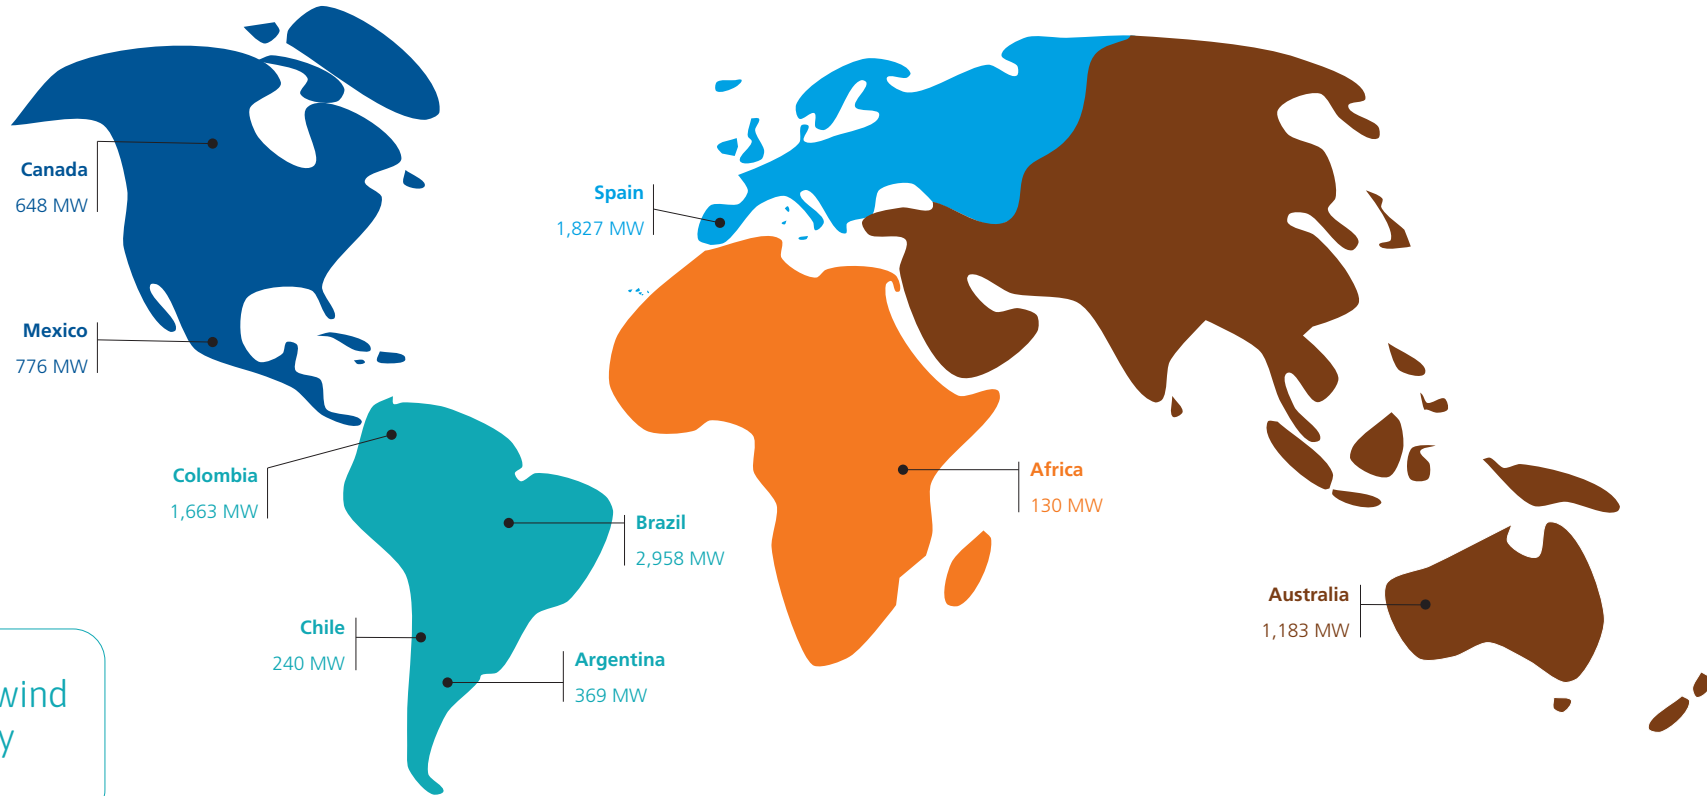 Canada
648 MW
Mexico
776 MW
Spain
1,827 MW
Colombia
1,663 MW
Brazil
2,958 MW
Africa
130 MW
Chile
240 MW
Argentina
369 MW
Australia
1,183 MW
wind